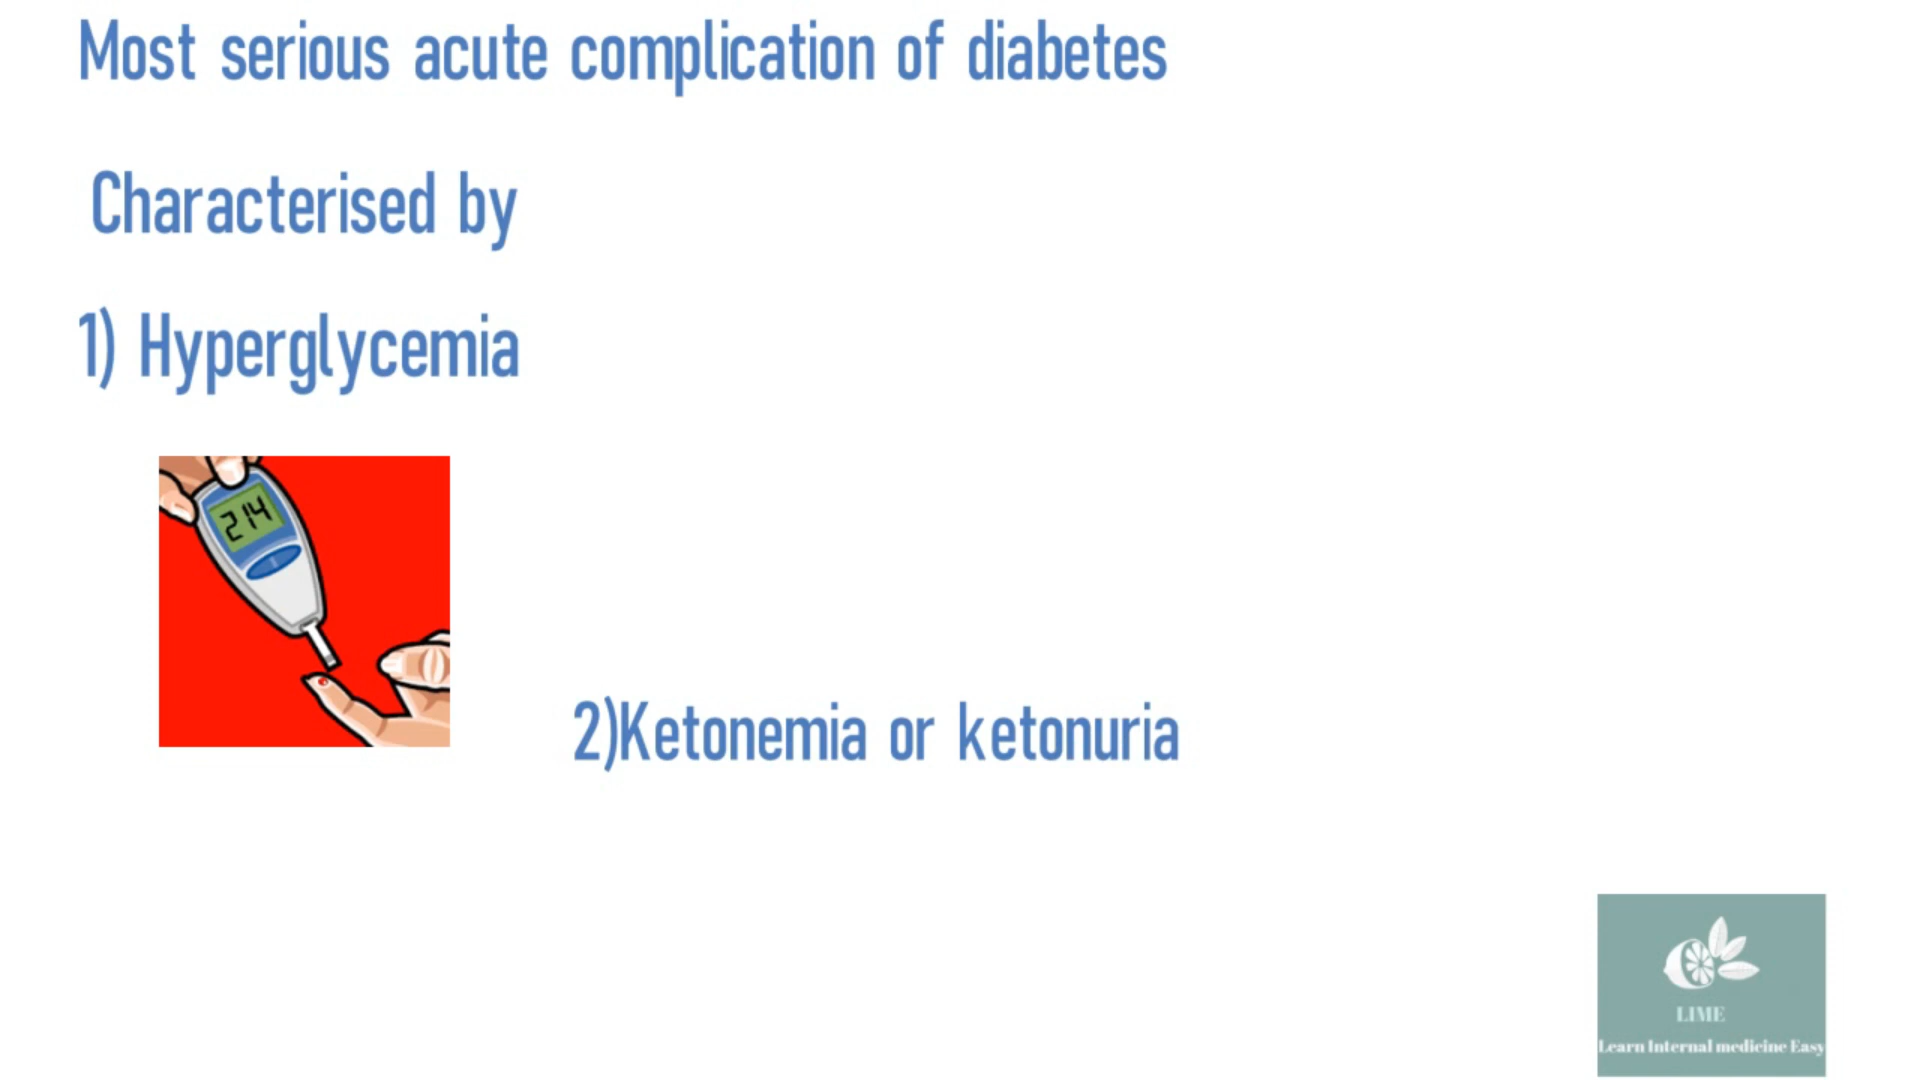 Most serious acute complication of diabetes
Characterised by
1) Hyperglycemia
214
2)Ketonemia or ketonuria
LIME
Learn Internal medicine Easy